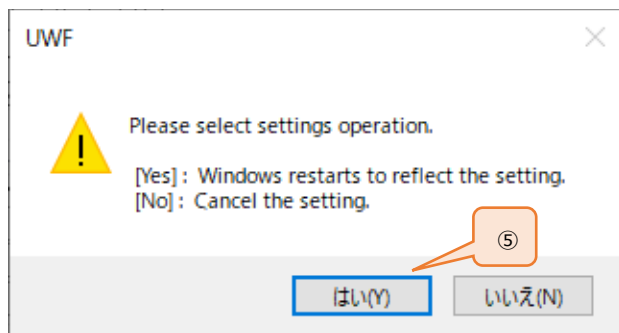 UWF
Please select settings operation.
[Yes] : Windows restarts to reflect the setting.
[No] : Cancel the setting.
⑤
はい(Y)
いいえ(N)